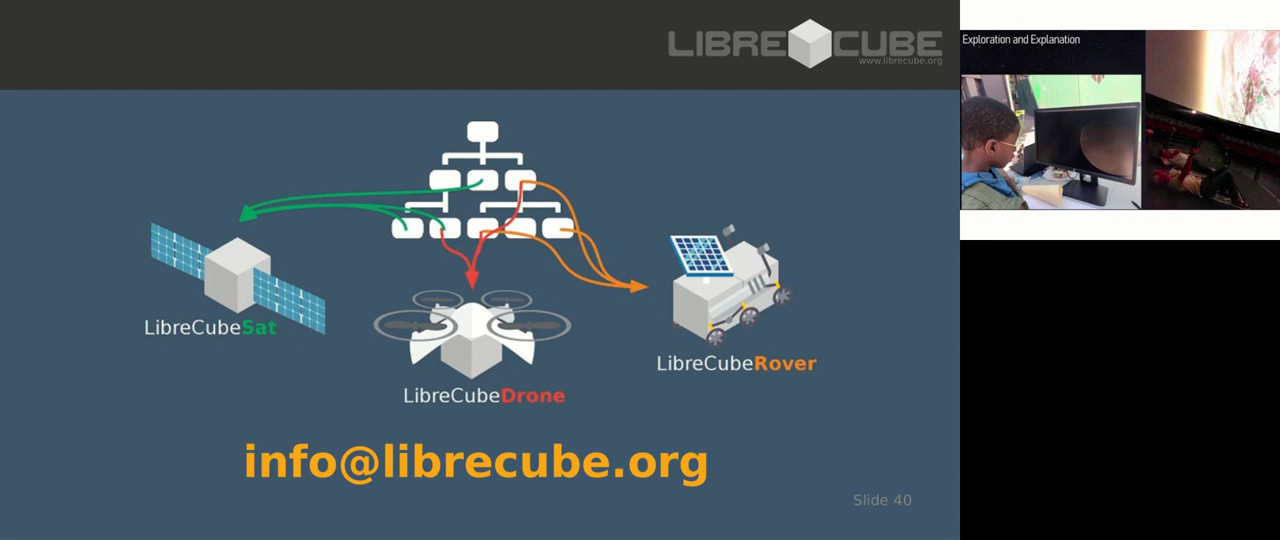 LIBRECUBE
www.librecube.org
LibreCubeSat
LibreCubeDrone
LibreCubeRover
info@librecube.org
Slide 40
Exploration and Explanation